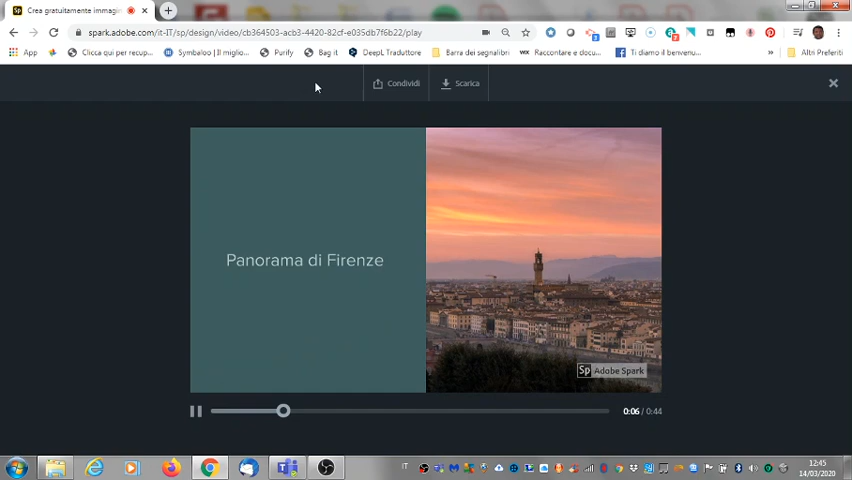 Sp Crea gratuitamente immagin
spark.adobe.com/it-IT/sp/design/video/cb364503-acb3-4420-82cf-e035db7f6b22/play
App
Clicca qui per recup...
Symbaloo | Il miglio...
Purify
Bag it
DeepL Traduttore
Barra dei segnalibri
Raccontare e docu...
Ti diamo il benvenu...
»
Altri Preferiti
Condividi
Scarica
Panorama di Firenze
Sp Adobe Spark
0:06 / 0:44
IT
12:45
14/03/2020